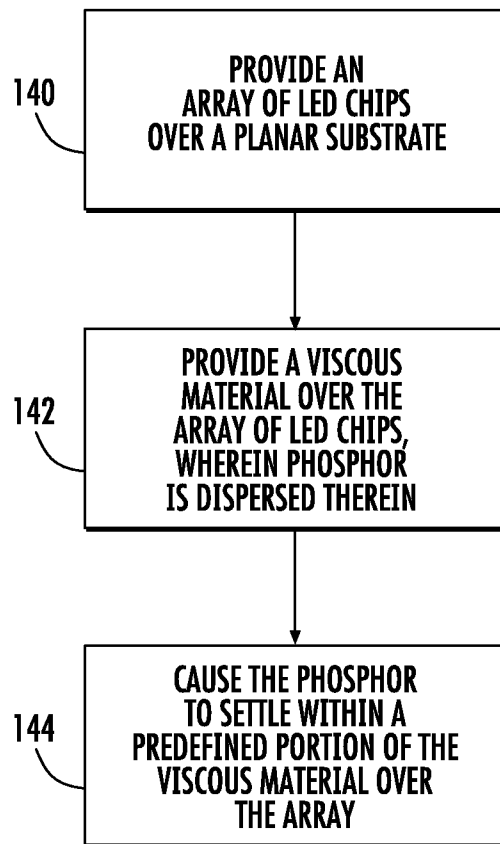 140
PROVIDE AN
ARRAY OF LED CHIPS
OVER A PLANAR SUBSTRATE
142
PROVIDE A VISCOUS
MATERIAL OVER THE
ARRAY OF LED CHIPS,
WHEREIN PHOSPHOR
IS DISPERSED THEREIN
144
CAUSE THE PHOSPHOR
TO SETTLE WITHIN A
PREDEFINED PORTION OF THE
VISCOUS MATERIAL OVER
THE ARRAY